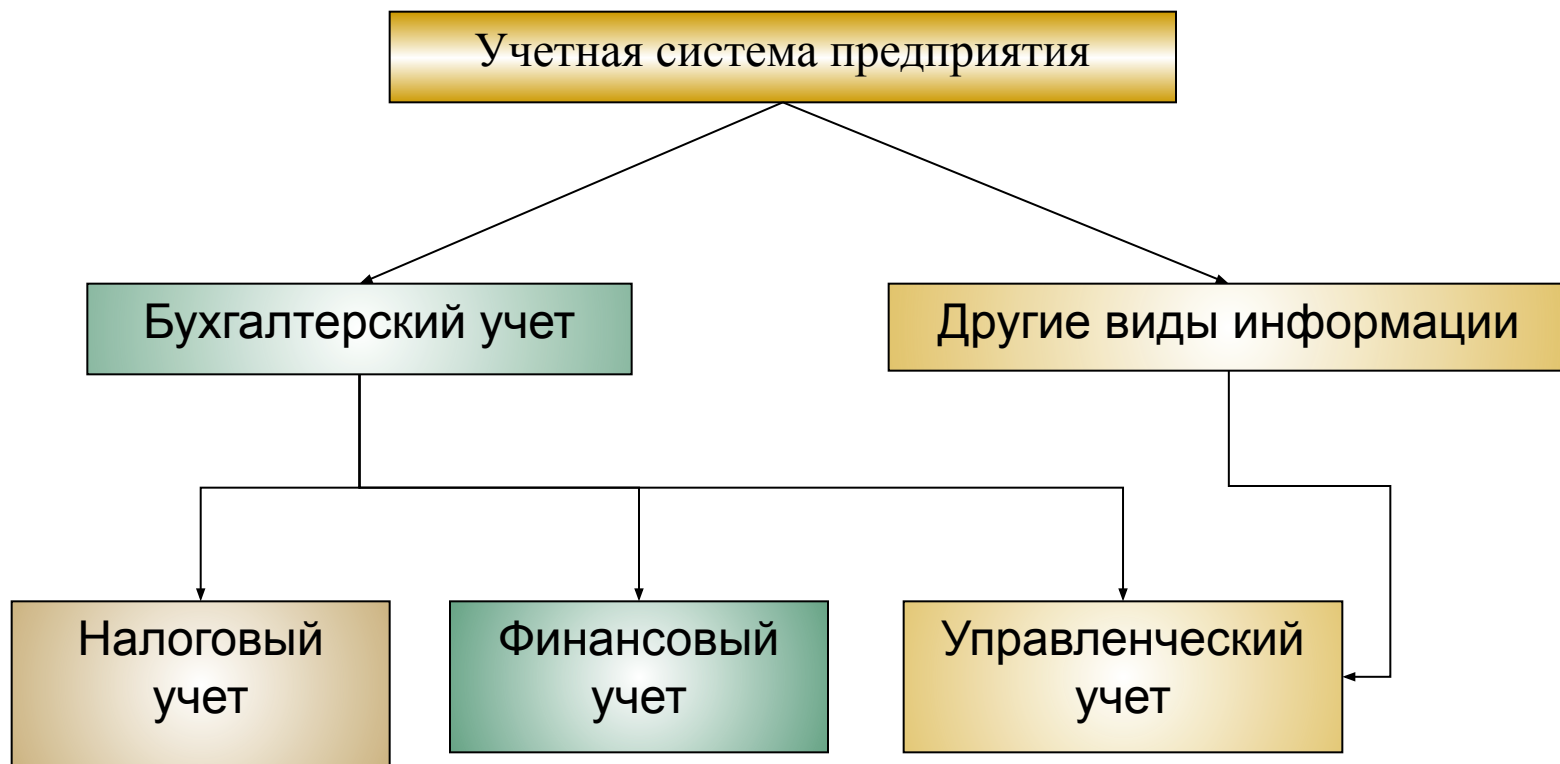 Учетная система предприятия
Бухгалтерский учет
Другие виды информации
Налоговый
учет
Финансовый
учет
Управленческий
учет